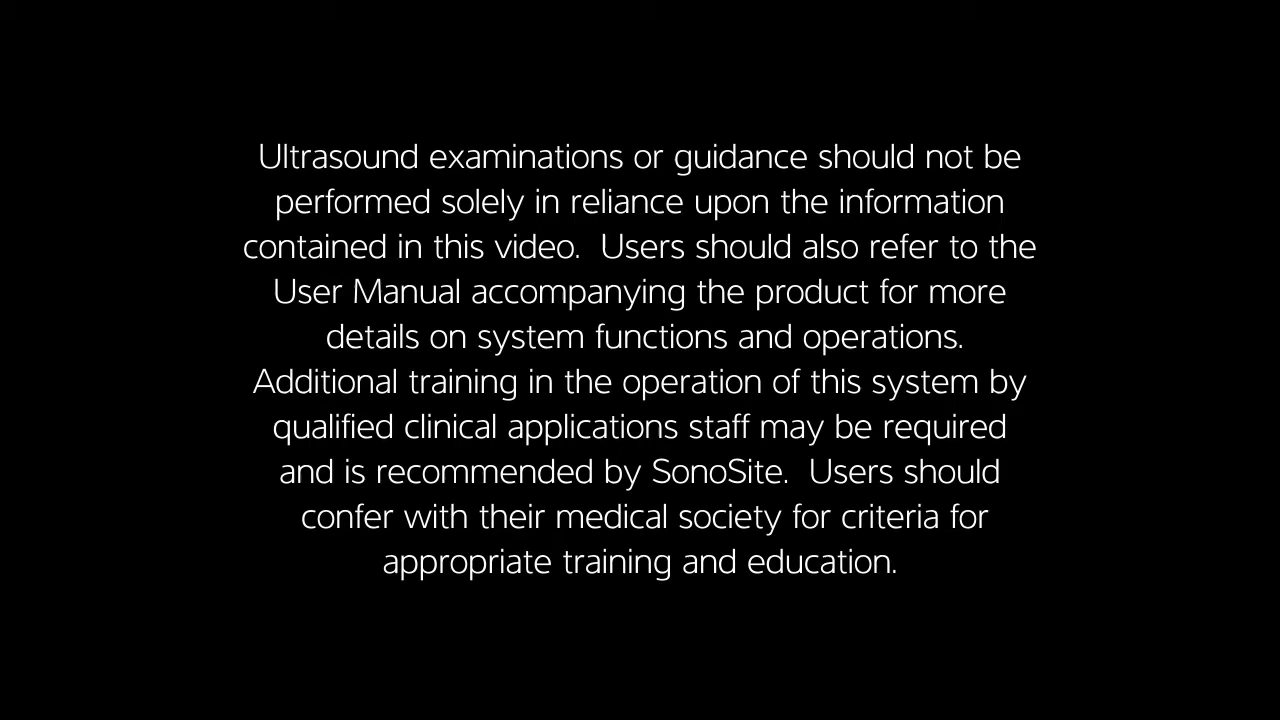 Ultrasound examinations or guidance should not be
performed solely in reliance upon the information
contained in this video.  Users should also refer to the
User Manual accompanying the product for more
details on system functions and operations.
Additional training in the operation of this system by
qualified clinical applications staff may be required
and is recommended by SonoSite.  Users should
confer with their medical society for criteria for
appropriate training and education.